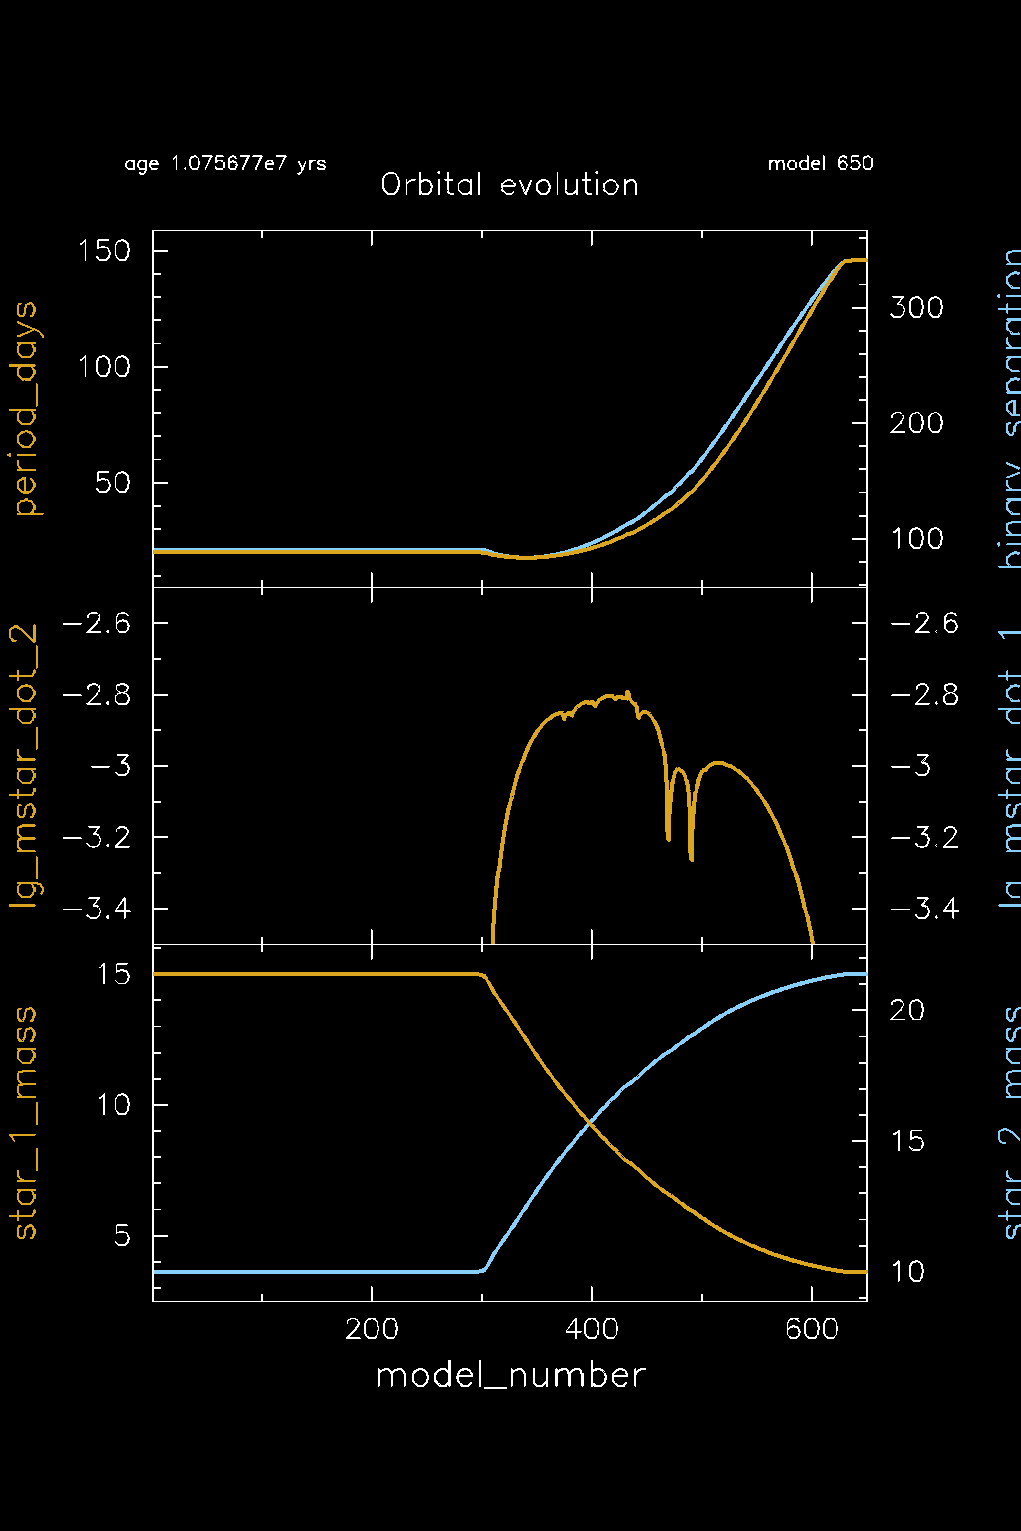 age 1.075677e7 yrs
model 650
Orbital evolution
period_days
150
100
50
300
200
100
binary_separation
lg_mstar_dot_2
−2.6
−2.8
−3
−3.2
−3.4
−2.6
−2.8
−3
−3.2
−3.4
lg_mstar_dot_1
star_1_mass
15
10
5
20
15
10
star_2_mass
200 400 600
model_number